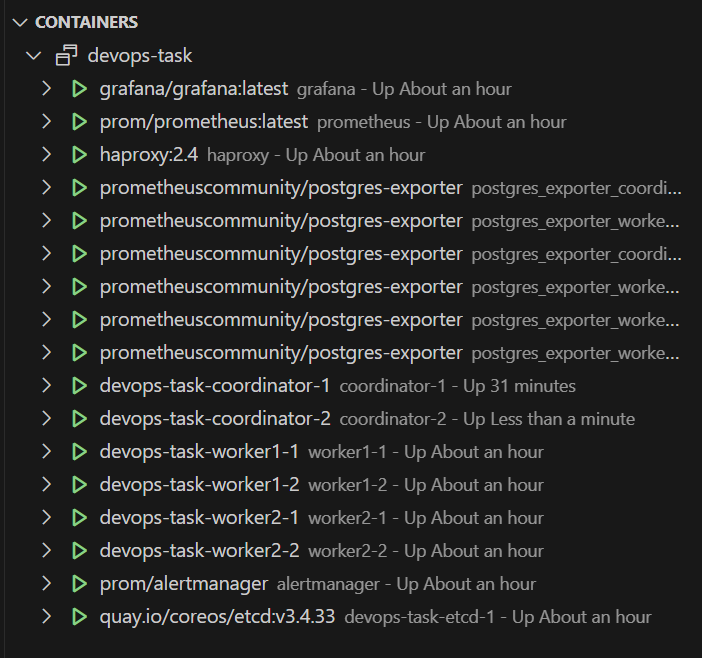 CONTAINERS
devops-task
grafana/grafana:latest grafana - Up About an hour
prom/prometheus:latest prometheus - Up About an hour
haproxy:2.4 haproxy - Up About an hour
prometheuscommunity/postgres-exporter postgres_exporter_coordi...
prometheuscommunity/postgres-exporter postgres_exporter_worke...
prometheuscommunity/postgres-exporter postgres_exporter_coordi...
prometheuscommunity/postgres-exporter postgres_exporter_worke...
prometheuscommunity/postgres-exporter postgres_exporter_worke...
prometheuscommunity/postgres-exporter postgres_exporter_worke...
devops-task-coordinator-1 coordinator-1 - Up 31 minutes
devops-task-coordinator-2 coordinator-2 - Up Less than a minute
devops-task-worker1-1 worker1-1 - Up About an hour
devops-task-worker1-2 worker1-2 - Up About an hour
devops-task-worker2-1 worker2-1 - Up About an hour
devops-task-worker2-2 worker2-2 - Up About an hour
prom/alertmanager alertmanager - Up About an hour
quay.io/coreos/etcd:v3.4.33 devops-task-etcd-1 - Up About an hour